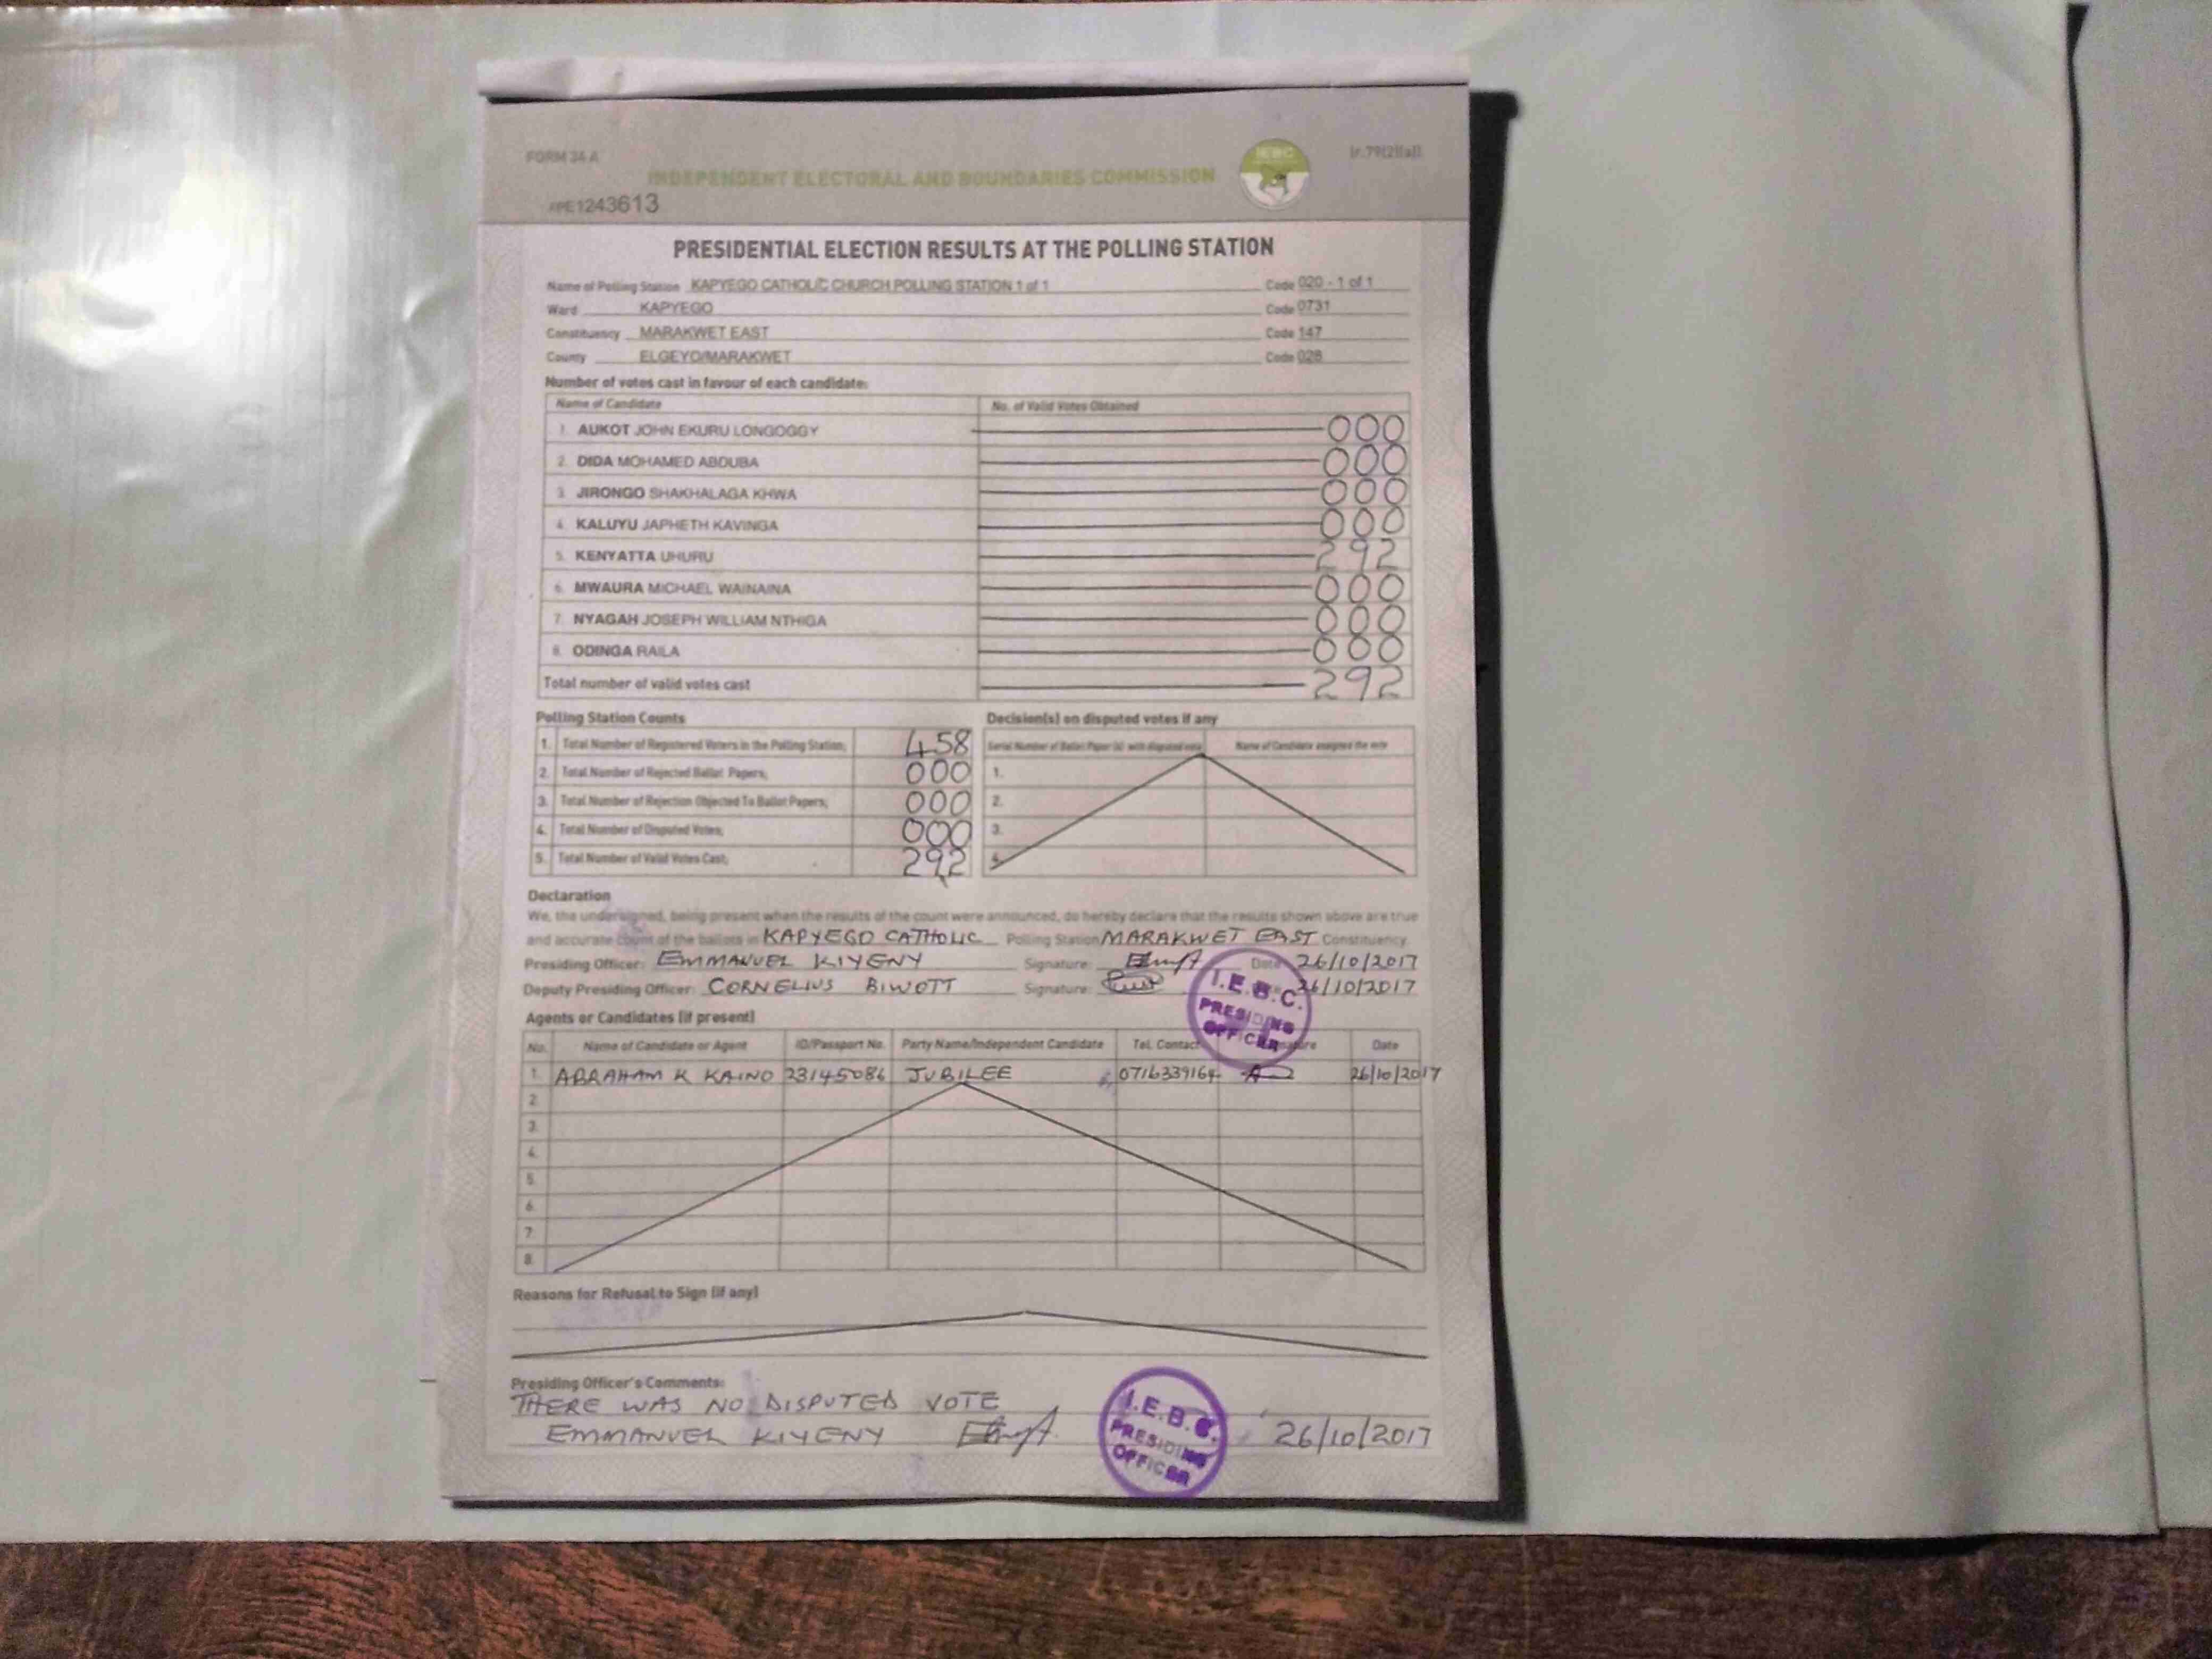 FORM 34 A
(r.79(2)(a))
INDEPENDENT ELECTORAL AND BOUNDARIES COMMISSION
IEBC
#PE1243613
PRESIDENTIAL ELECTION RESULTS AT THE POLLING STATION
Name of Polling Station KAPYEGO CATHOLIC CHURCH POLLING STATION 1 of 1 Code 020 - 1 of 1
Ward KAPYEGO Code 0731
Constituency MARAKWET EAST Code 147
County ELGEYO/MARAKWET Code 028
Number of votes cast in favour of each candidate:
Name of Candidate No. of Valid Votes Obtained
1. AUKOT JOHN EKURU LONGOGGY 000
2. DIDA MOHAMED ABDUBA 000
3. JIRONGO SHAKHALAGA KHWA 000
4. KALUYU JAPHETH KAVINGA 000
5. KENYATTA UHURU 292
6. MWAURA MICHAEL WAINAINA 000
7. NYAGAH JOSEPH WILLIAM NTHIGA 000
8. ODINGA RAILA 000
Total number of valid votes cast 292
Polling Station Counts
1. Total Number of Registered Voters in the Polling Station; 458
2. Total Number of Rejected Ballot Papers; 000
3. Total Number of Rejection Objected To Ballot Papers; 000
4. Total Number of Disputed Votes; 000
5. Total Number of Valid Votes Cast; 292
Decision(s) on disputed votes if any
Serial Number of Ballot Paper (s) with disputed vote Name of Candidate assigned the vote
1.
2.
3.
4.
Declaration
We, the undersigned, being present when the results of the count were announced, do hereby declare that the results shown above are true
and accurate count of the ballots in KAPYEGO CATHOLIC Polling Station MARAKWET EAST Constituency.
Presiding Officer: EMMANUEL KIYENY Signature: Date 26/10/2017
Deputy Presiding Officer: CORNELIUS BIWOTT Signature: 26/10/2017
I.E.B.C.
PRESIDING
OFFICER
Agents or Candidates (if present)
No. Name of Candidate or Agent ID/Passport No. Party Name/Independent Candidate Tel. Contact Signature Date
1. ABRAHAM K KAINO 23145086 JUBILEE 0716339164 26/10/2017
2.
3.
4.
5.
6.
7.
8.
Reasons for Refusal to Sign (if any)
Presiding Officer's Comments:
THERE WAS NO DISPUTED VOTE
EMMANUEL KIYENY 26/10/2017
I.E.B.C.
PRESIDING
OFFICER